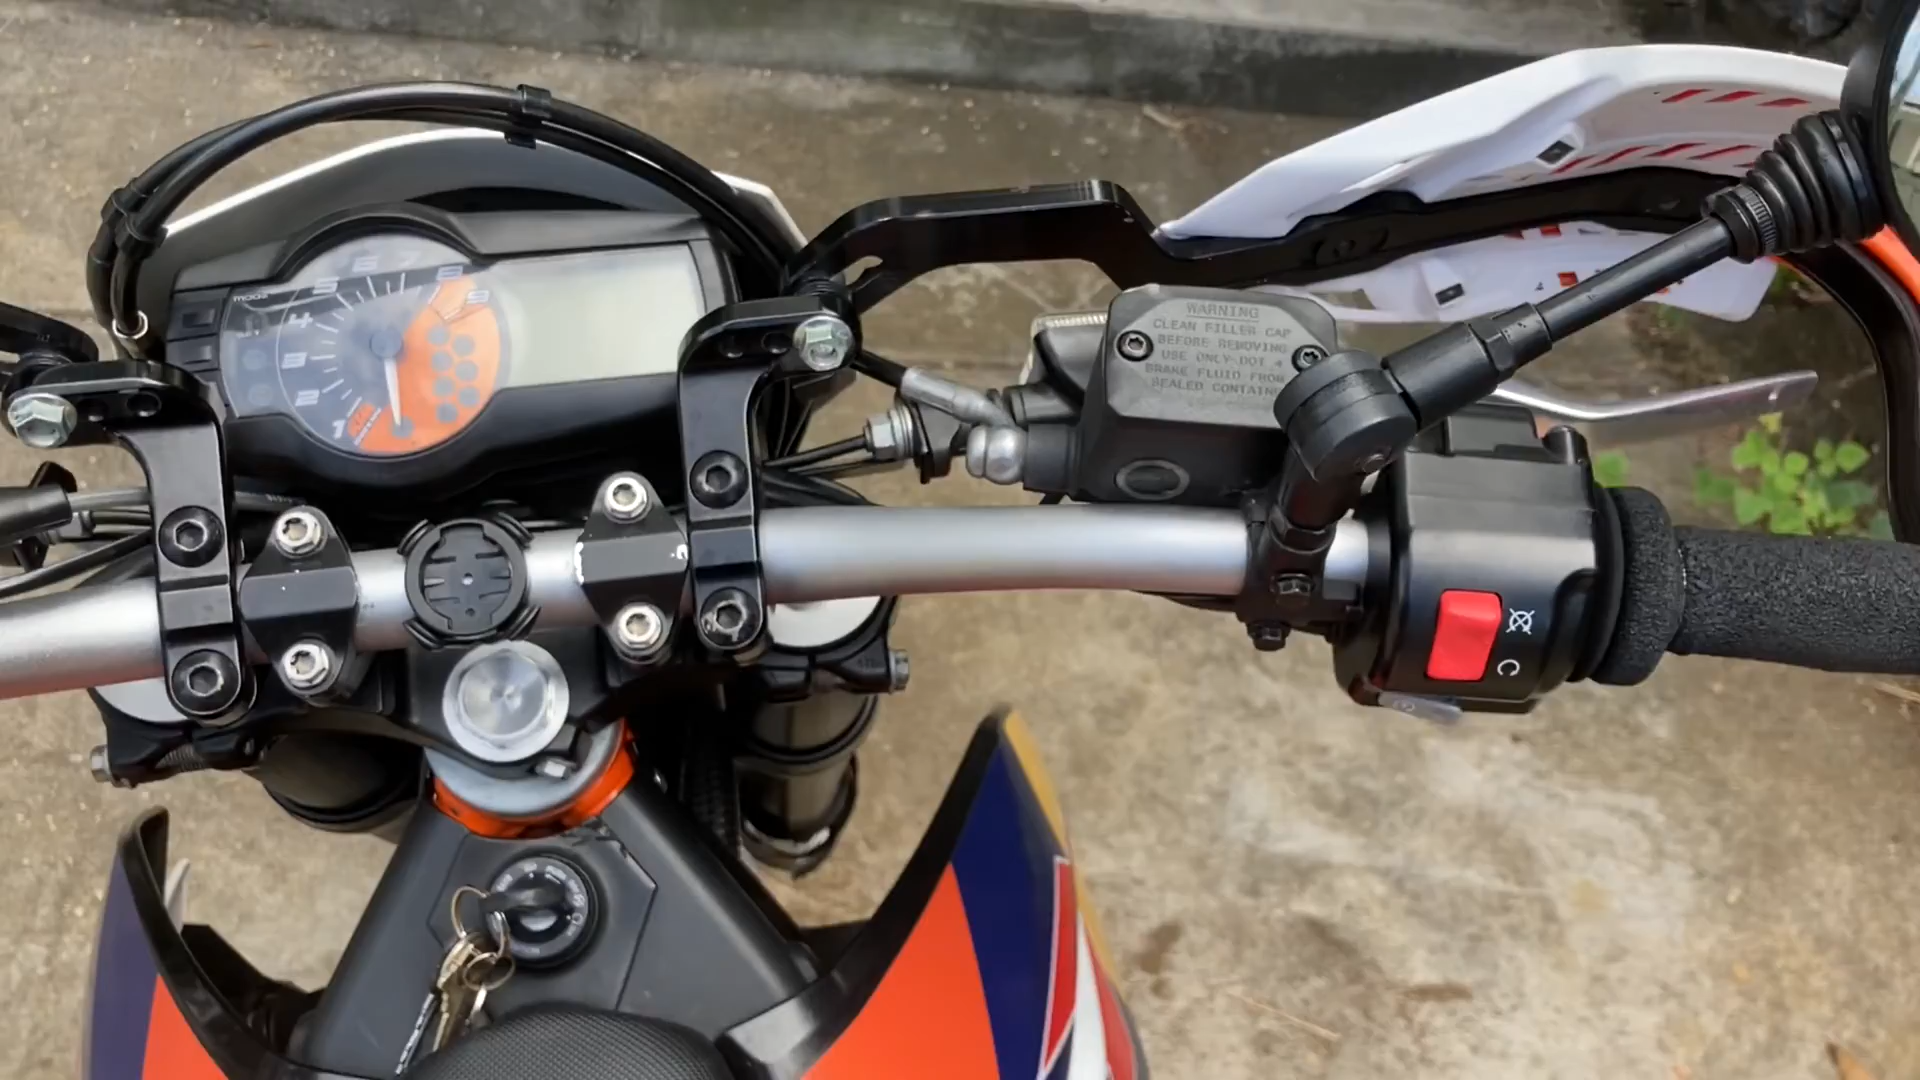 mode
1
2
3
4
5
6
7
8
9
KTM
WARNING
CLEAN FILLER CAP
BEFORE REMOVING
USE ONLY DOT 4
BRAKE FLUID FROM
SEALED